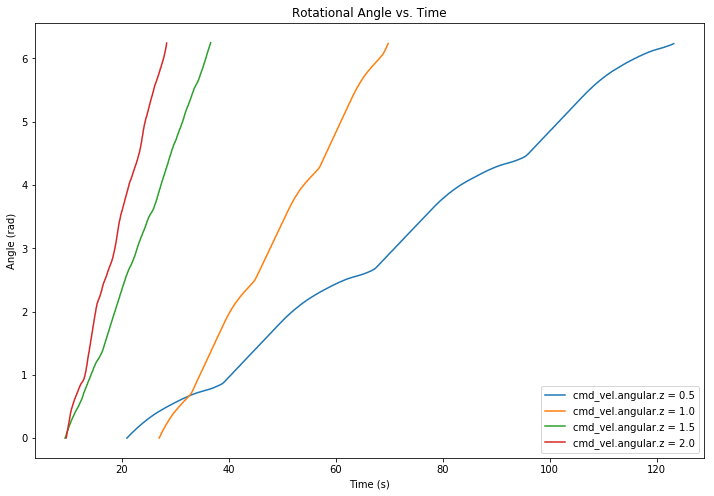 Rotational Angle vs. Time
6
5
4
3
2
1
0
Angle (rad)
20
40
60
80
100
120
Time (s)
cmd_vel.angular.z = 0.5
cmd_vel.angular.z = 1.0
cmd_vel.angular.z = 1.5
cmd_vel.angular.z = 2.0